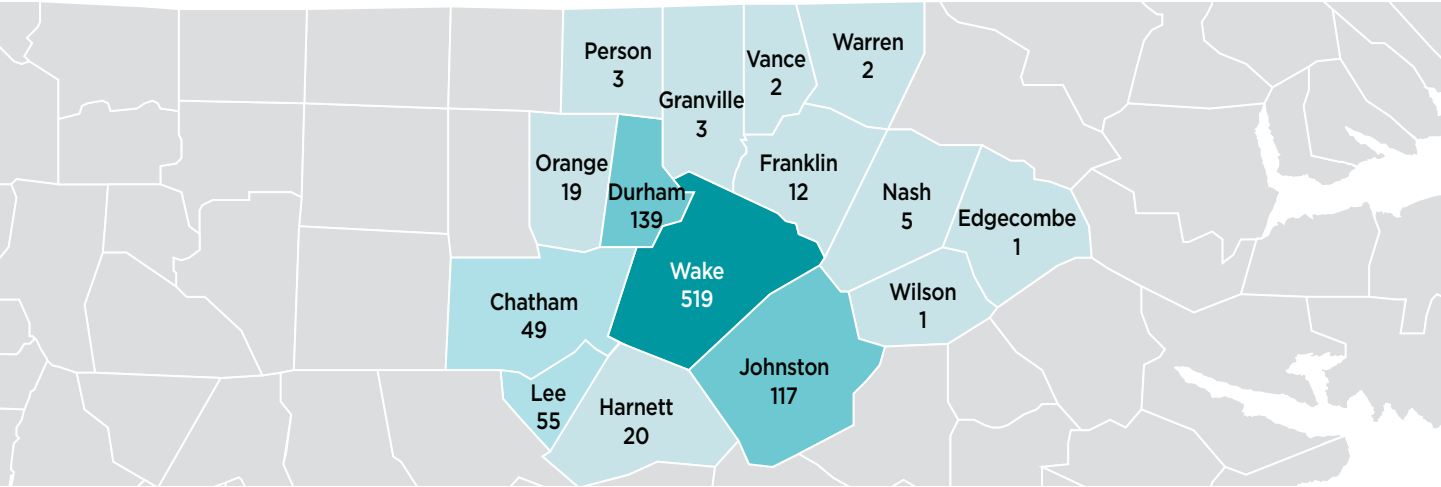 Person
3
Granville
3
Vance
2
Warren
2
Orange
19
Durham
139
Franklin
12
Nash
5
Edgecombe
1
Wake
519
Chatham
49
Wilson
1
Johnston
117
Lee
55
Harnett
20